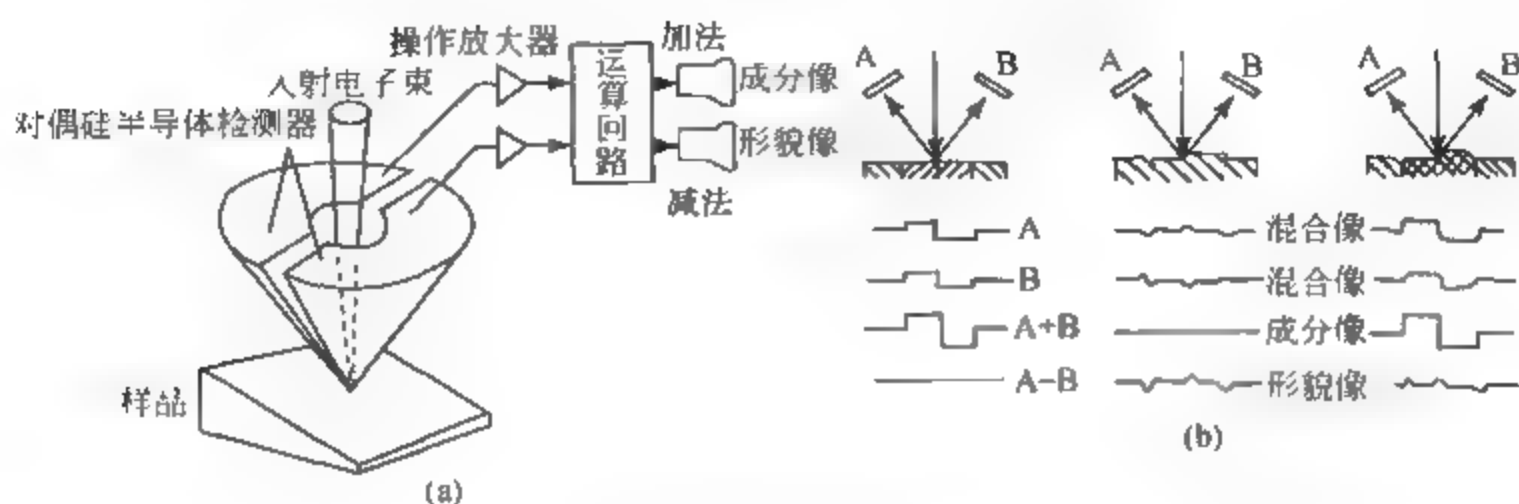 操作放大器
加法
入射电子束
对偶硅半导体检测器
运算回路
成分像
形貌像
减法
样品
(a)
A B A B A B
A 混合像
B 混合像
A+B 成分像
A-B 形貌像
(b)